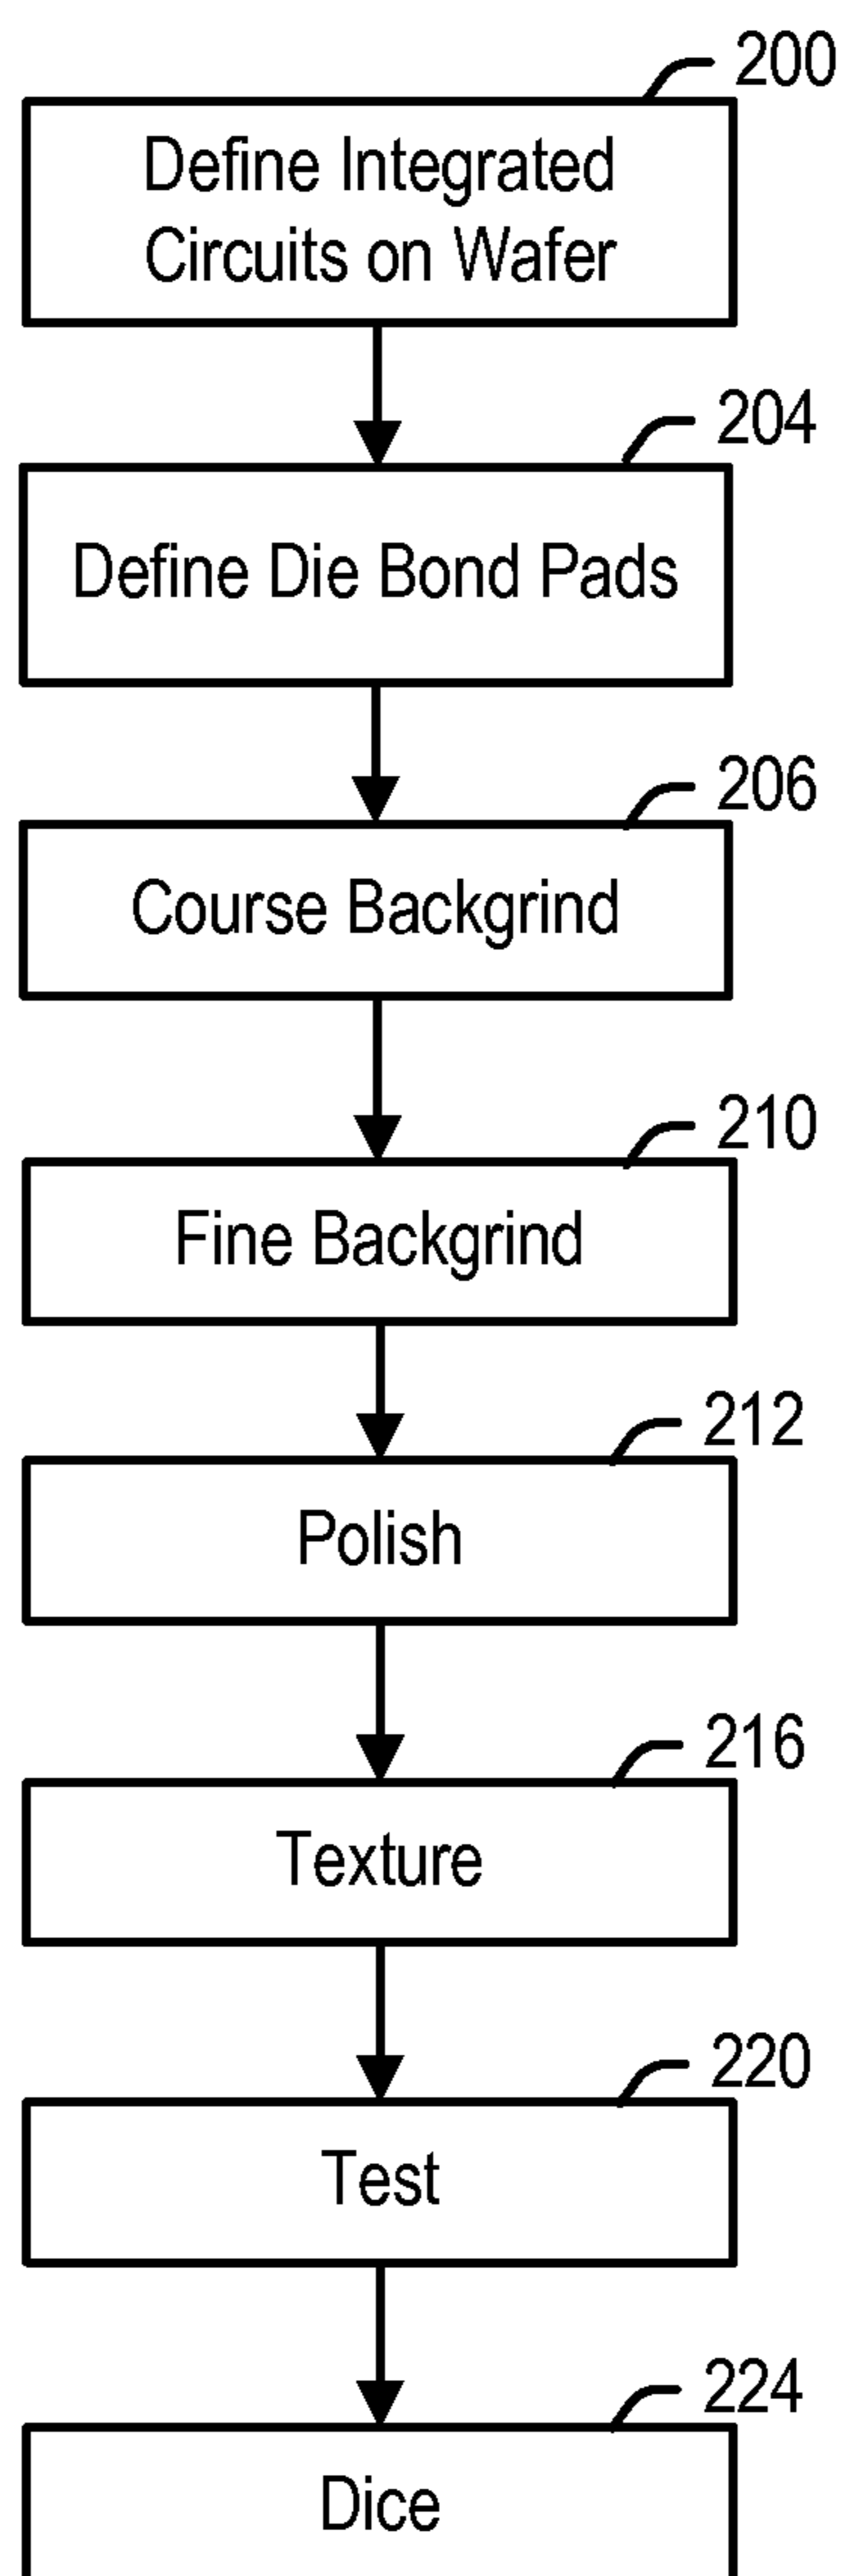 200
Define Integrated
Circuits on Wafer
204
Define Die Bond Pads
206
Course Backgrind
210
Fine Backgrind
212
Polish
216
Texture
220
Test
224
Dice